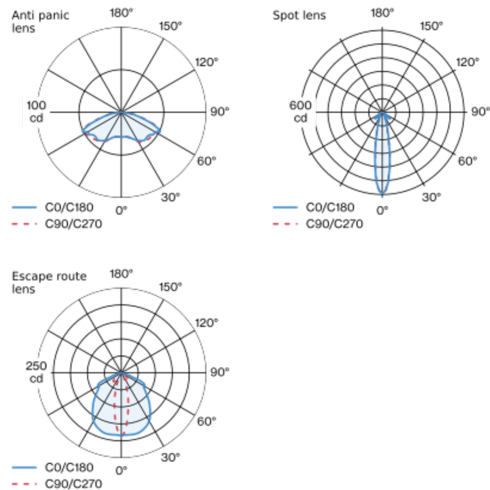 Anti panic
lens
180°
150°
120°
100
cd
90°
60°
30°
0°
C0/C180
C90/C270
Spot lens
180°
150°
120°
600
cd
90°
60°
30°
0°
C0/C180
C90/C270
Escape route
lens
180°
150°
120°
250
cd
90°
60°
30°
0°
C0/C180
C90/C270